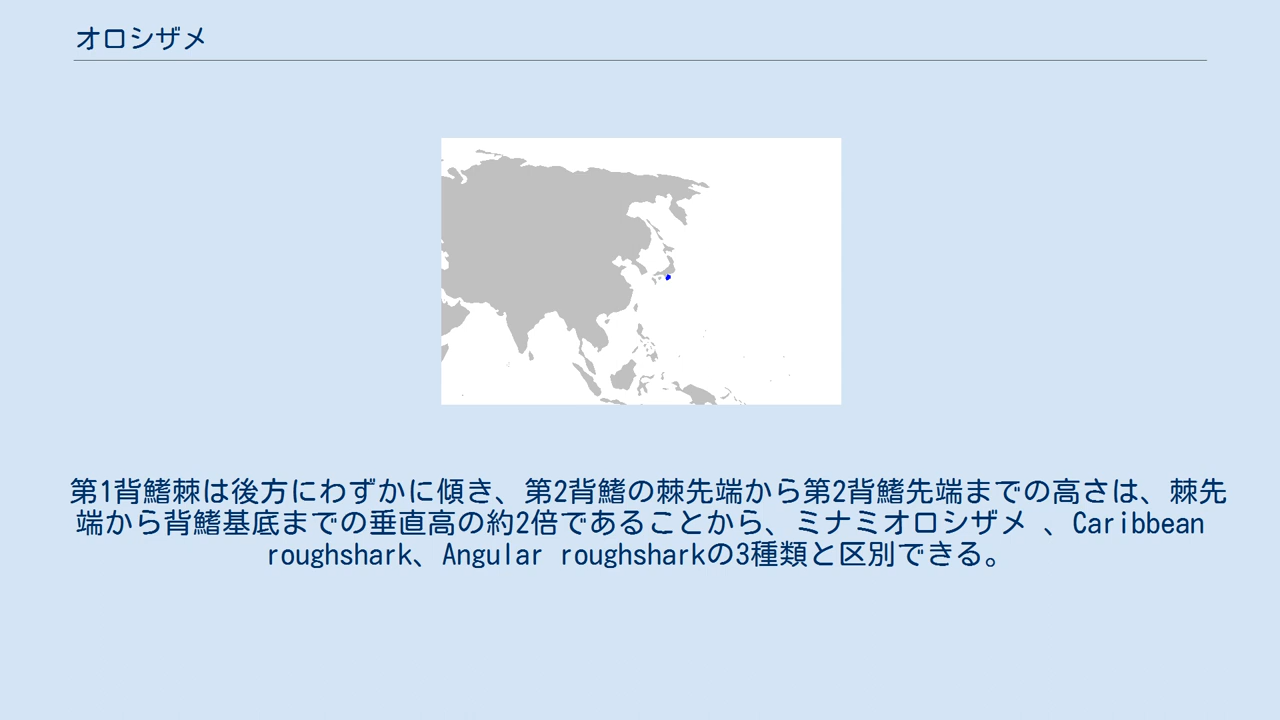 オロシザメ
第1背鰭棘は後方にわずかに傾き、第2背鰭の棘先端から第2背鰭先端までの高さは、棘先
端から背鰭基底までの垂直高の約2倍であることから、ミナミオロシザメ 、Caribbean
roughshark、Angular roughsharkの3種類と区別できる。